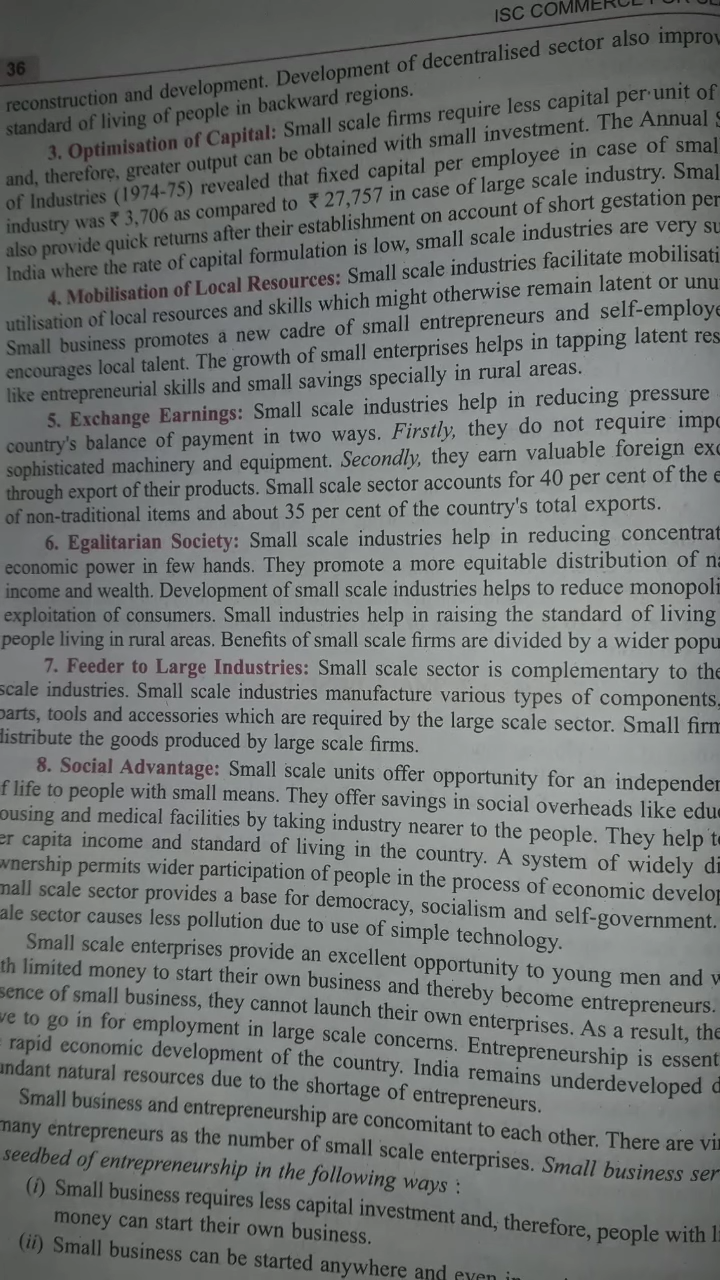 ISC COMMERCE FOR
36
reconstruction and development. Development of decentralised sector also improv
standard of living of people in backward regions.
3. Optimisation of Capital: Small scale firms require less capital per unit of
and, therefore, greater output can be obtained with small investment. The Annual S
of Industries (1974-75) revealed that fixed capital per employee in case of smal
industry was ₹ 3,706 as compared to ₹ 27,757 in case of large scale industry. Smal
also provide quick returns after their establishment on account of short gestation per
India where the rate of capital formulation is low, small scale industries are very su
4. Mobilisation of Local Resources: Small scale industries facilitate mobilisati
utilisation of local resources and skills which might otherwise remain latent or unu
Small business promotes a new cadre of small entrepreneurs and self-employe
encourages local talent. The growth of small enterprises helps in tapping latent res
like entrepreneurial skills and small savings specially in rural areas.
5. Exchange Earnings: Small scale industries help in reducing pressure
country's balance of payment in two ways. Firstly, they do not require impo
sophisticated machinery and equipment. Secondly, they earn valuable foreign exc
through export of their products. Small scale sector accounts for 40 per cent of the e
of non-traditional items and about 35 per cent of the country's total exports.
6. Egalitarian Society: Small scale industries help in reducing concentrat
economic power in few hands. They promote a more equitable distribution of na
income and wealth. Development of small scale industries helps to reduce monopoli
exploitation of consumers. Small industries help in raising the standard of living
people living in rural areas. Benefits of small scale firms are divided by a wider popu
7. Feeder to Large Industries: Small scale sector is complementary to the
scale industries. Small scale industries manufacture various types of components,
parts, tools and accessories which are required by the large scale sector. Small firm
distribute the goods produced by large scale firms.
8. Social Advantage: Small scale units offer opportunity for an independen
f life to people with small means. They offer savings in social overheads like edu
ousing and medical facilities by taking industry nearer to the people. They help t
er capita income and standard of living in the country. A system of widely di
wnership permits wider participation of people in the process of economic develop
mall scale sector provides a base for democracy, socialism and self-government.
ale sector causes less pollution due to use of simple technology.
Small scale enterprises provide an excellent opportunity to young men and w
th limited money to start their own business and thereby become entrepreneurs.
sence of small business, they cannot launch their own enterprises. As a result, the
ve to go in for employment in large scale concerns. Entrepreneurship is essent
rapid economic development of the country. India remains underdeveloped d
undant natural resources due to the shortage of entrepreneurs.
Small business and entrepreneurship are concomitant to each other. There are vir
many entrepreneurs as the number of small scale enterprises. Small business ser
seedbed of entrepreneurship in the following ways :
(i) Small business requires less capital investment and, therefore, people with li
money can start their own business.
(ii) Small business can be started anywhere and even in